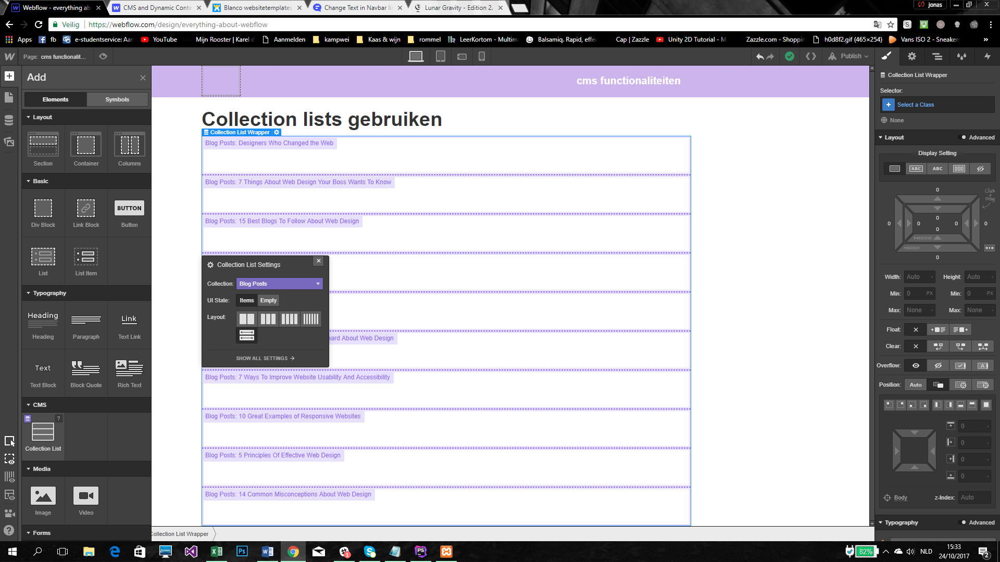 Webflow - everything ab
CMS and Dynamic Conte
Blanco websitetemplates
Change Text in Navbar li
Lunar Gravity - Edition 2.
jonas
Veilig
https://webflow.com/design/everything-about-webflow
Apps
fb
e-studentservice: Aan
YouTube
Mijn Rooster | Karel d
Aanmelden
kampwei
Kaas & wijn
rommel
LeerKortom - Multim
Balsamiq. Rapid, effe
Cap | Zazzle
Unity 2D Tutorial - M
Zazzle.com - Shoppin
h0d8f2.gif (465×254)
Vans ISO 2 - Sneaker
»
Page: cms functionalit...
Publish
Add
Elements
Symbols
Layout
Section
Container
Columns
Basic
BUTTON
Div Block
Link Block
Button
List
List Item
Typography
Heading
Link
Heading
Paragraph
Text Link
Text
Text Block
Block Quote
Rich Text
CMS
?
Collection List
Media
Image
Video
Forms
cms functionaliteiten
Collection lists gebruiken
Collection List Wrapper
Blog Posts: Designers Who Changed the Web
Blog Posts: 7 Things About Web Design Your Boss Wants To Know
Blog Posts: 15 Best Blogs To Follow About Web Design
Collection List Settings
Collection:
Blog Posts
UI State:
Items
Empty
Layout:
SHOW ALL SETTINGS
eard About Web Design
Blog Posts: 7 Ways To Improve Website Usability And Accessibility
Blog Posts: 10 Great Examples of Responsive Websites
Blog Posts: 5 Principles Of Effective Web Design
Blog Posts: 14 Common Misconceptions About Web Design
Collection List Wrapper
Collection List Wrapper
Selector:
Select a Class
None
Layout
Advanced
Display Setting
ABC
ABC
0
Click
+
Drag
0
0
0
0
0
0
PADDING
MARGIN
0
Width:
Auto
-
Height:
Auto
-
Min:
0
PX
Min:
0
PX
Max:
None
-
Max:
None
-
Float:
Clear:
Overflow:
A
Position:
Auto
0
-
0
-
0
-
0
-
Body
z-Index:
Auto
Typography
Advanced
Ps
1
PS
82%
NLD
15:33
24/10/2017
2